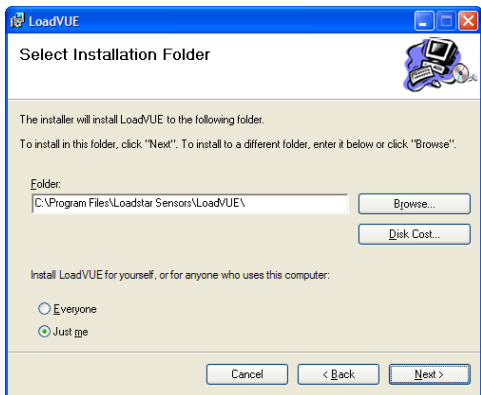 LoadVUE
Select Installation Folder
The installer will install LoadVUE to the following folder.
To install in this folder, click "Next". To install to a different folder, enter it below or click "Browse".
Folder:
C:\Program Files\Loadstar Sensors\LoadVUE\
Browse...
Disk Cost...
Install LoadVUE for yourself, or for anyone who uses this computer:
Everyone
Just me
Cancel
< Back
Next >